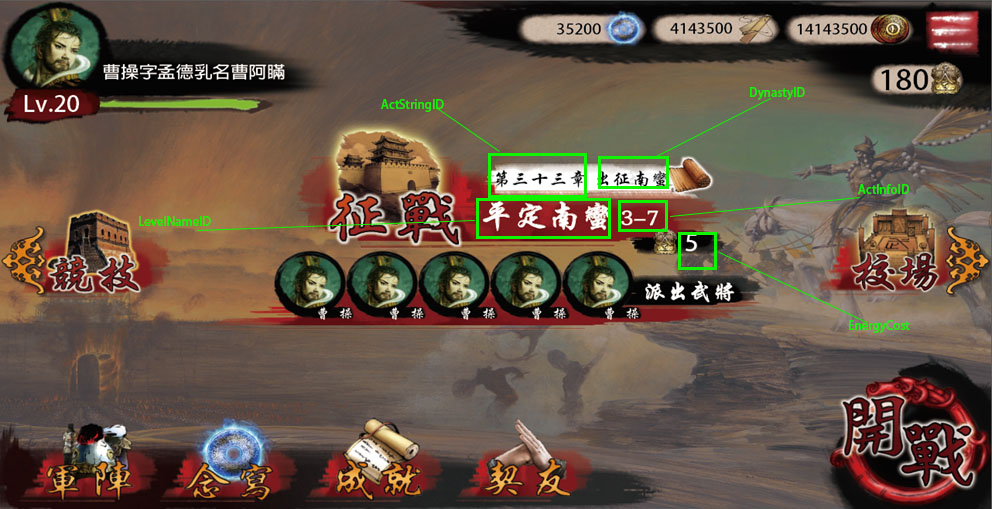 35200
4143500
14143500
曹操字孟德乳名曹阿瞞
Lv.20
180
ActStringID
DynastyID
第三十三章 出征南蠻
ActInfoID
LevelNameID
征戰
平定南蠻
3-7
競技
5
校場
派出武將
曹操
曹操
曹操
曹操
曹操
EnergyCost
開戰
軍陣
念寫
成就
契友